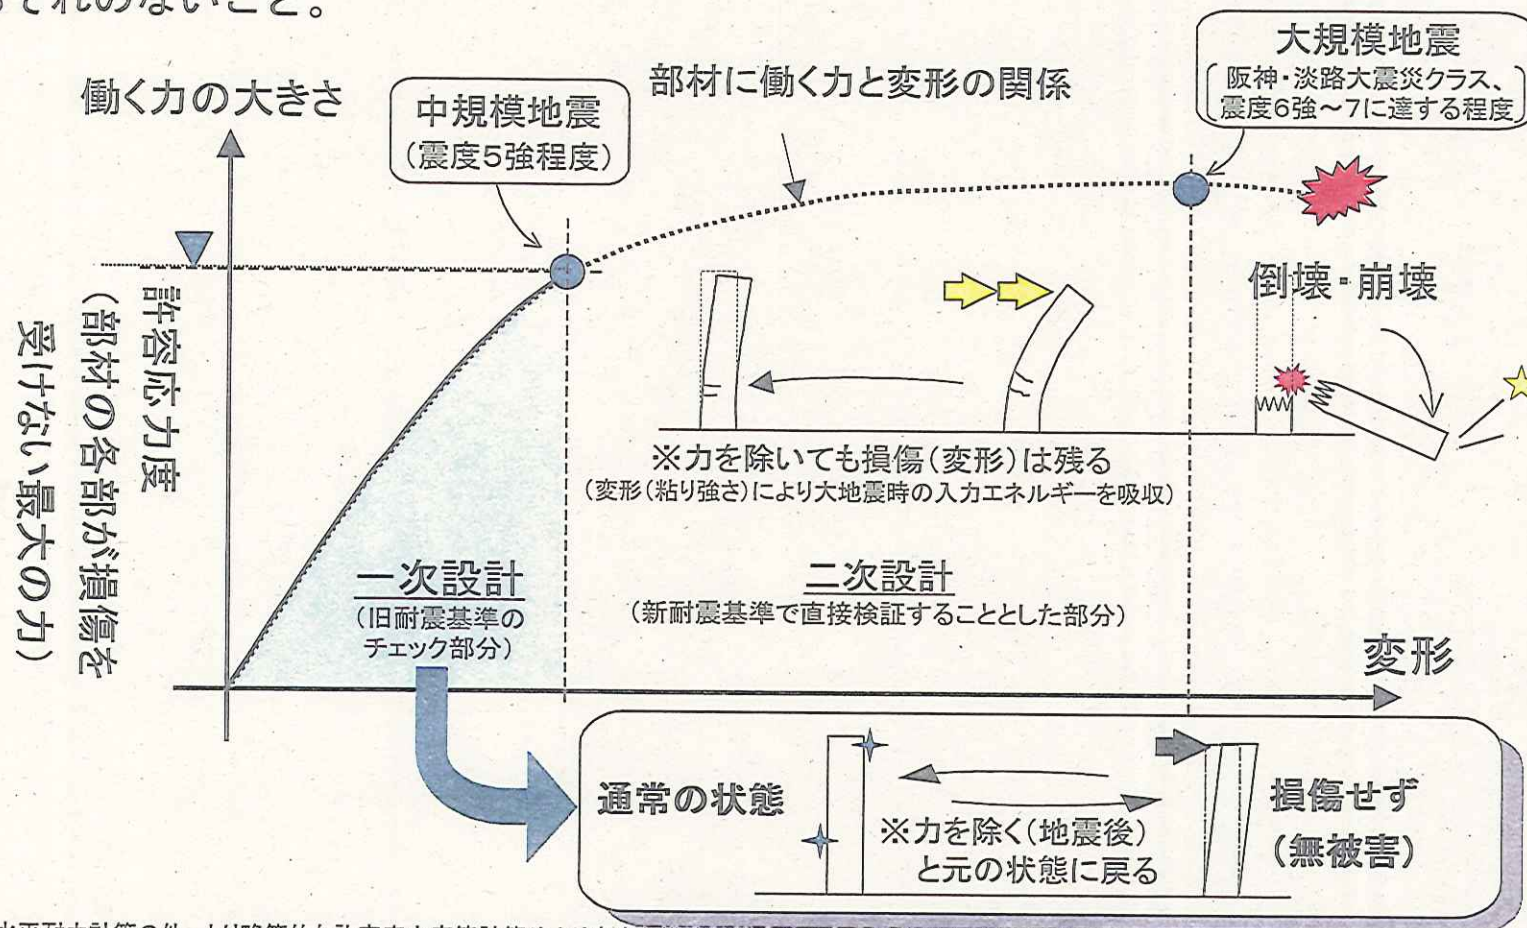 それのないこと。
働く力の大きさ
中規模地震
(震度5強程度)
部材に働く力と変形の関係
大規模地震
阪神・淡路大震災クラス、
震度6強～7に達する程度
許容応力度
(部材の各部が損傷を
受けない最大の力)
倒壊・崩壊
※力を除いても損傷(変形)は残る
(変形(粘り強さ)により大地震時の入力エネルギーを吸収)
一次設計
(旧耐震基準の
チェック部分)
二次設計
(新耐震基準で直接検証することとした部分)
変形
通常の状態
※力を除く(地震後)
と元の状態に戻る
損傷せず
(無被害)